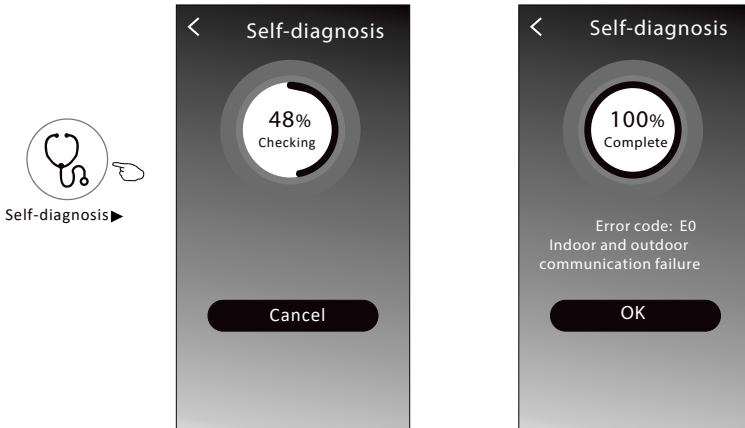 Self-diagnosis▶
Self-diagnosis
48%
Checking
Cancel
Self-diagnosis
100%
Complete
Error code: E0
Indoor and outdoor
communication failure
OK